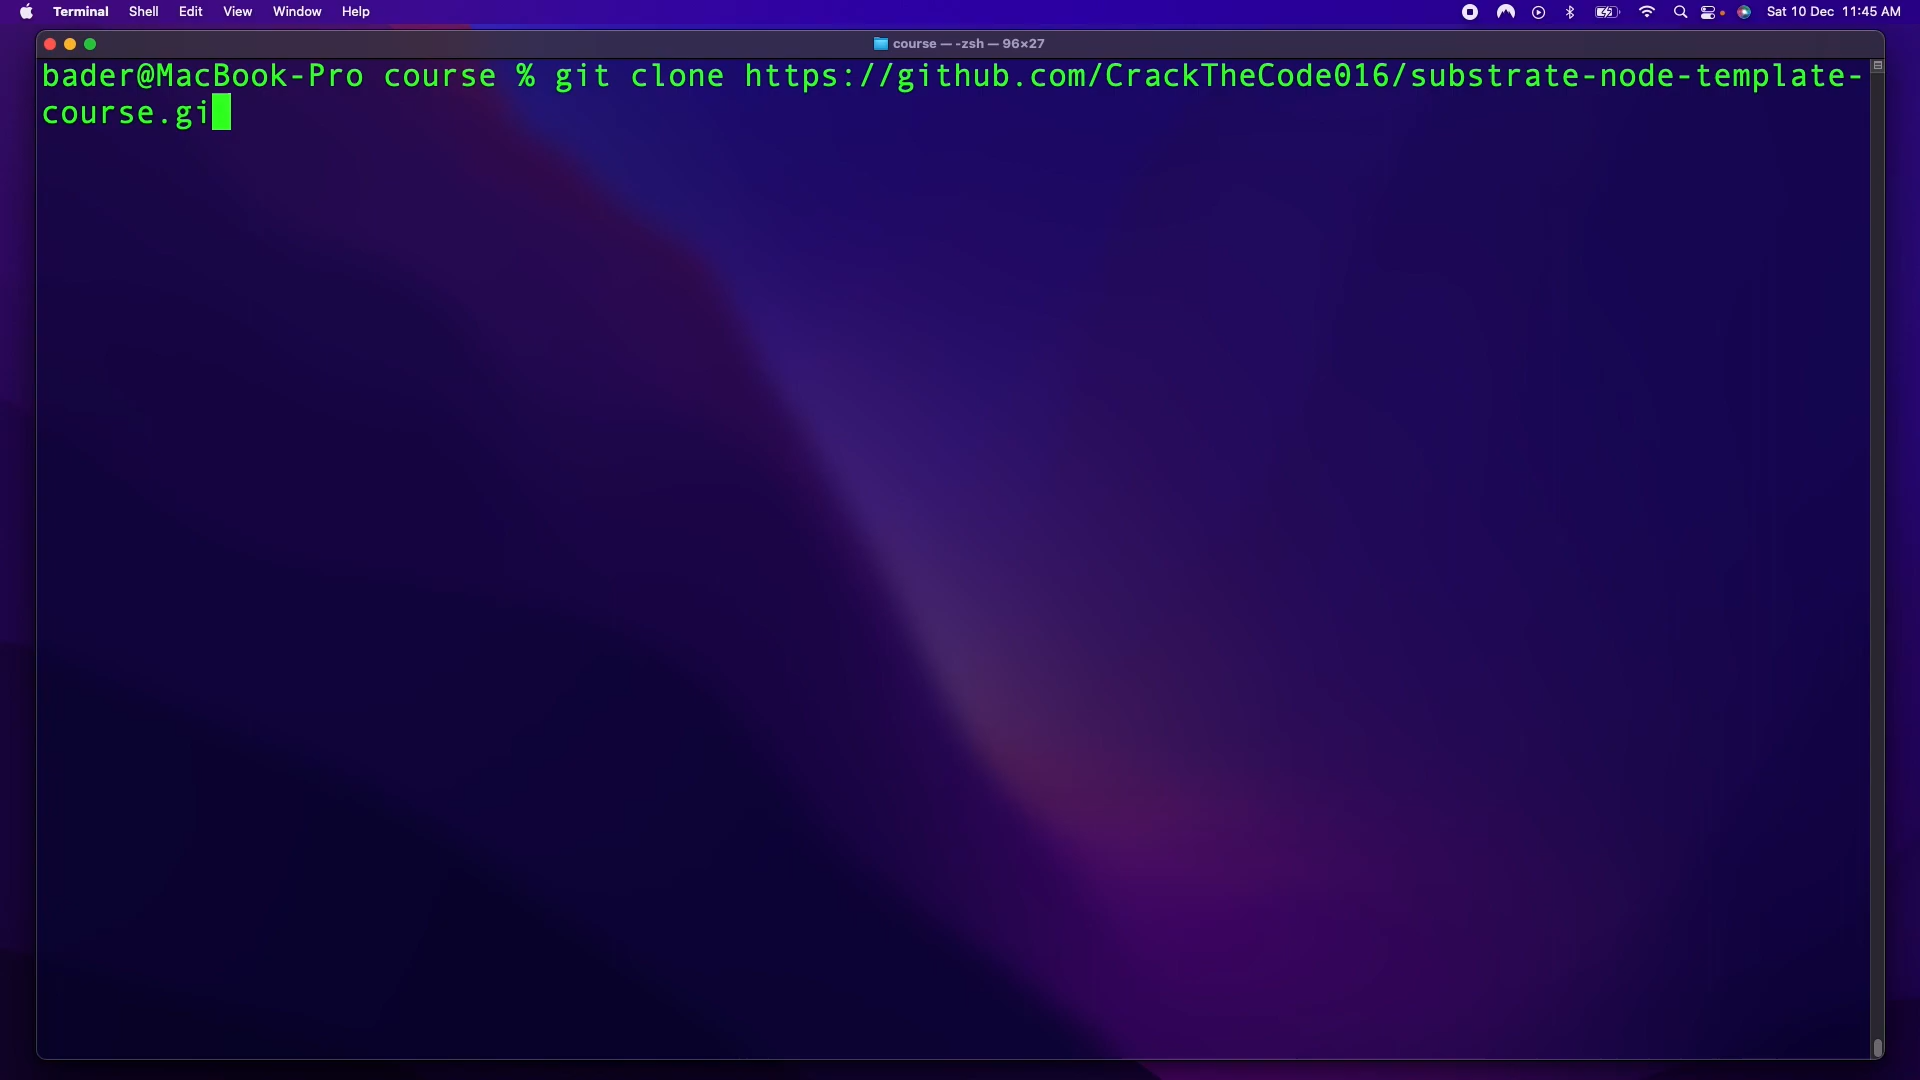 Terminal Shell Edit View Window Help Sat 10 Dec 11:45 AM
course — -zsh — 96×27
bader@MacBook-Pro course % git clone https://github.com/CrackTheCode016/substrate-node-template-
course.gi